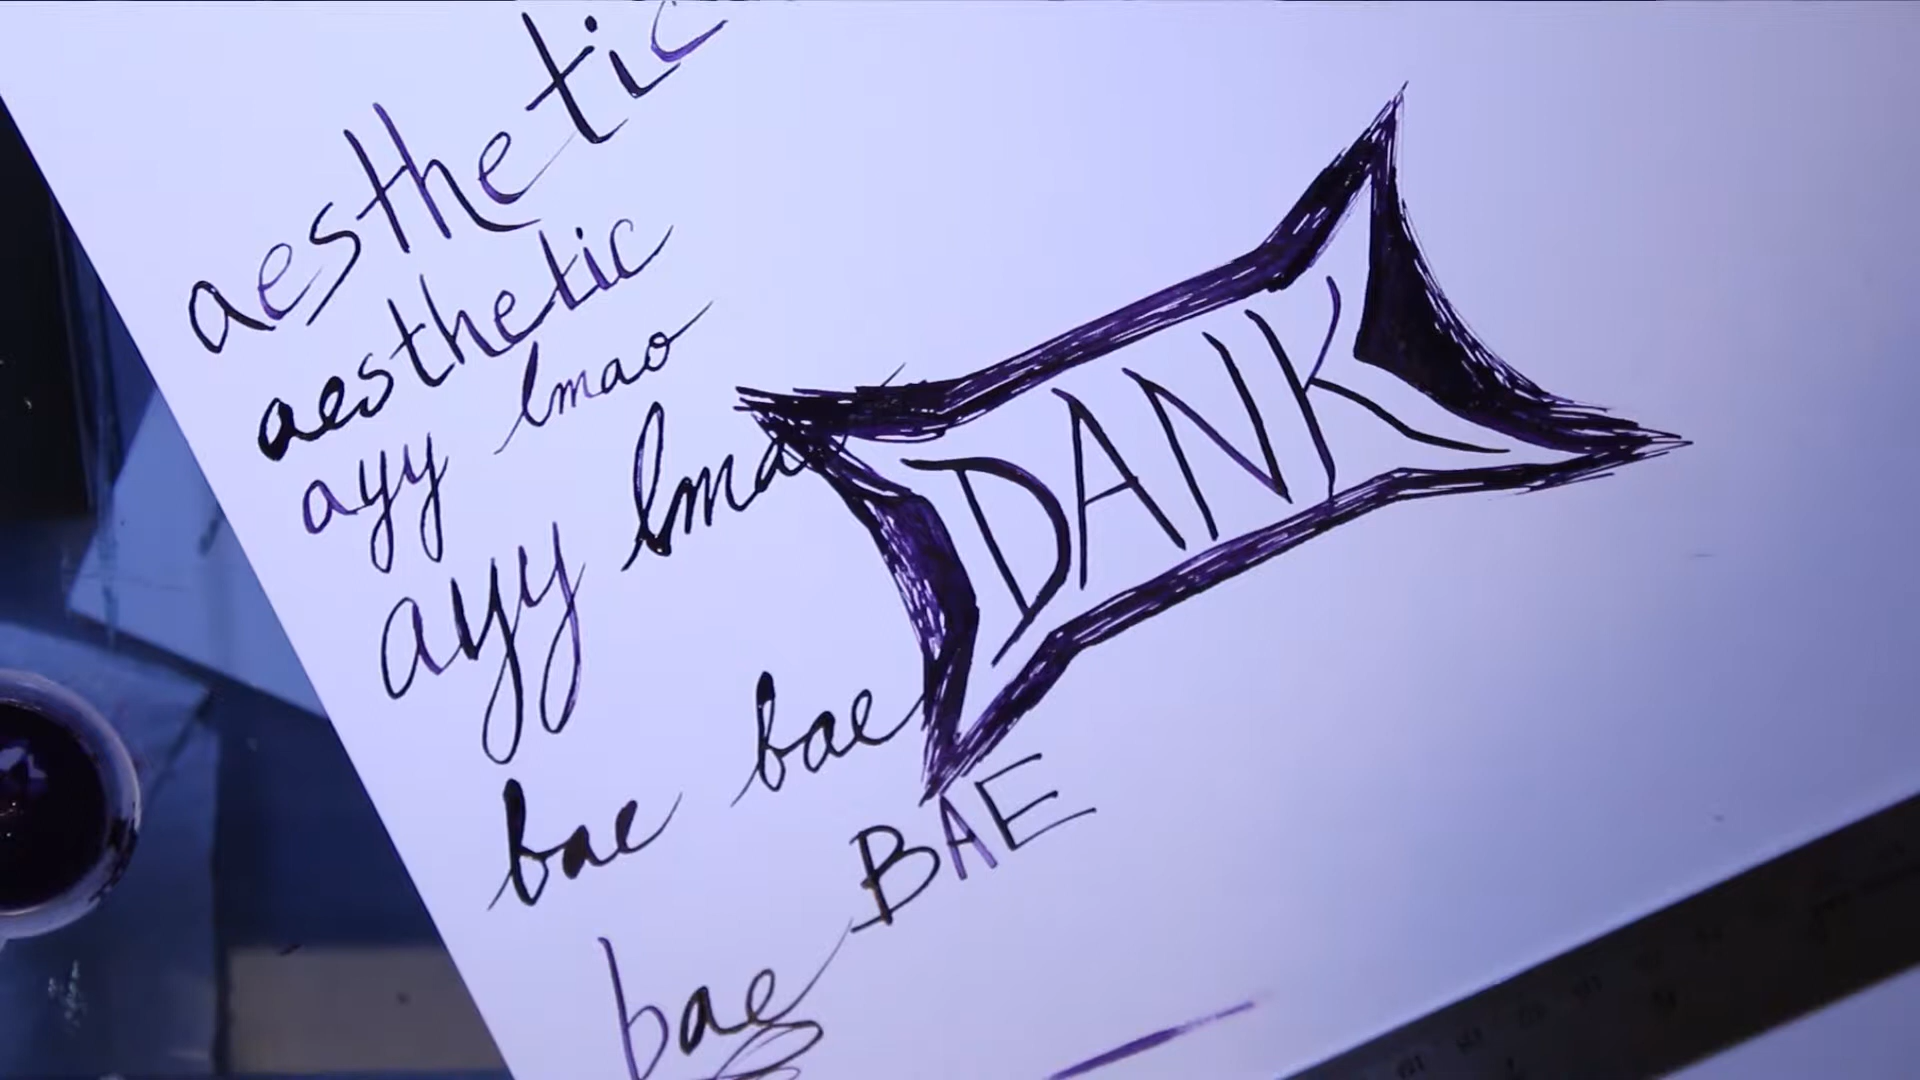 aesthetic
aesthetic
ayy lmao
ayy lma
DANK
bae bae
BAE
bae